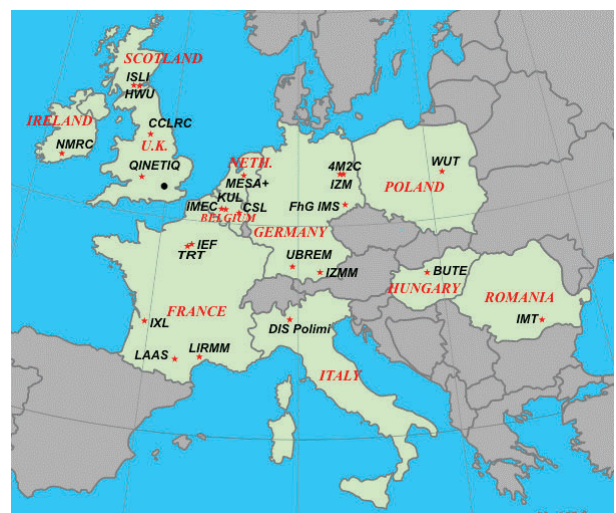 SCOTLAND
ISLI
HWU
IRELAND
CCLRC
U.K.
NMRC
QINETIQ
NETH.
MESA+
4M2C
IZM
WUT
POLAND
KUL
IMEC
CSL
BELGIUM
FhG IMS
GERMANY
IEF
TRT
UBREM
IZMM
BUTE
HUNGARY
ROMANIA
IMT
FRANCE
IXL
DIS Polimi
LAAS
LIRMM
ITALY